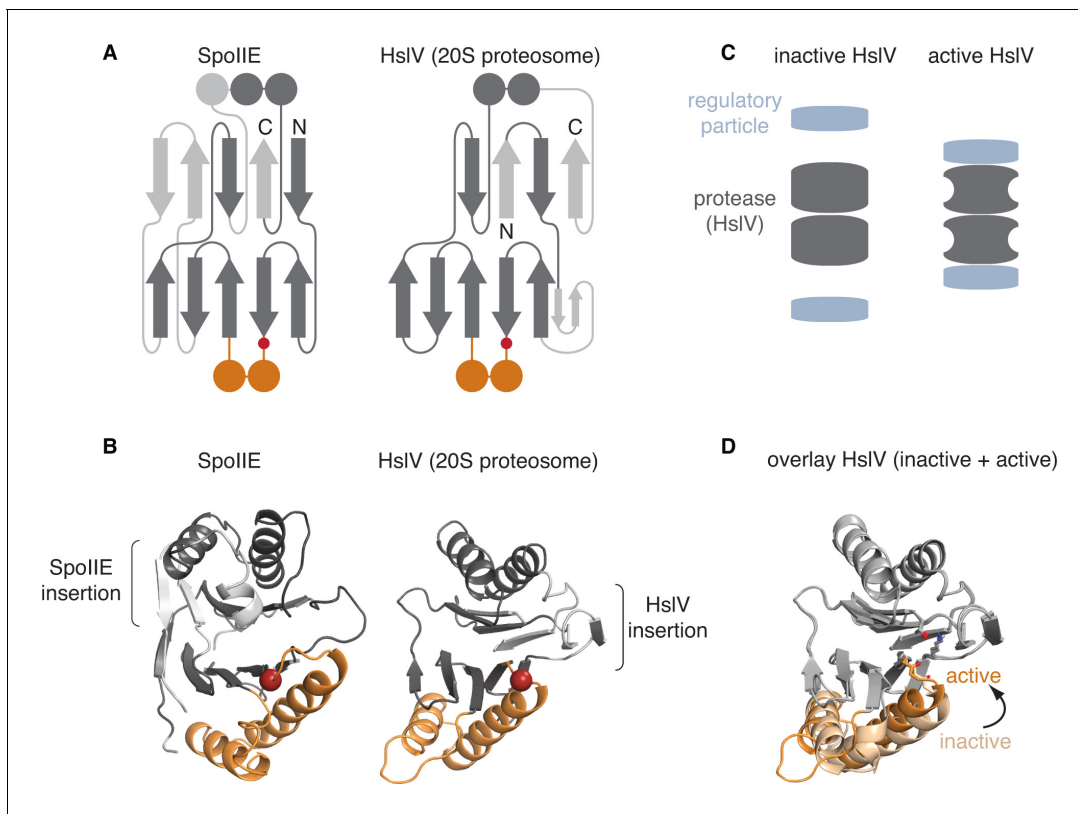 A
SpoIIE
HslV (20S proteosome)
C
N
C
N
C
inactive HslV
active HslV
regulatory
particle
protease
(HslV)
B
SpoIIE
HslV (20S proteosome)
SpoIIE
insertion
HslV
insertion
D
overlay HslV (inactive + active)
active
inactive